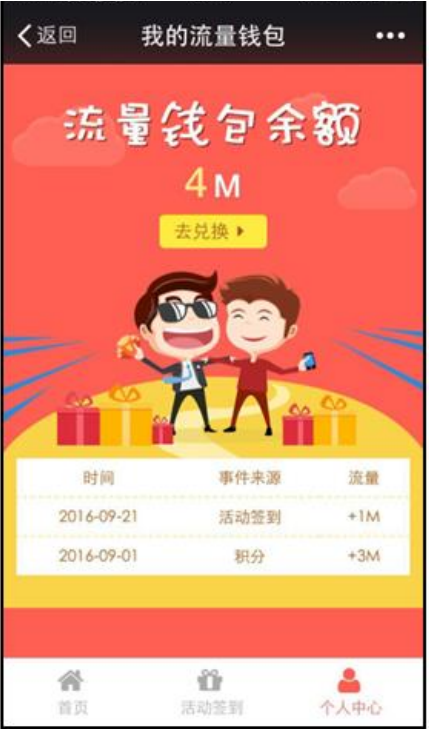 返回 我的流量钱包
流量钱包余额
4M
去兑换
时间 事件来源 流量
2016-09-21 活动签到 +1M
2016-09-01 积分 +3M
首页 活动签到 个人中心